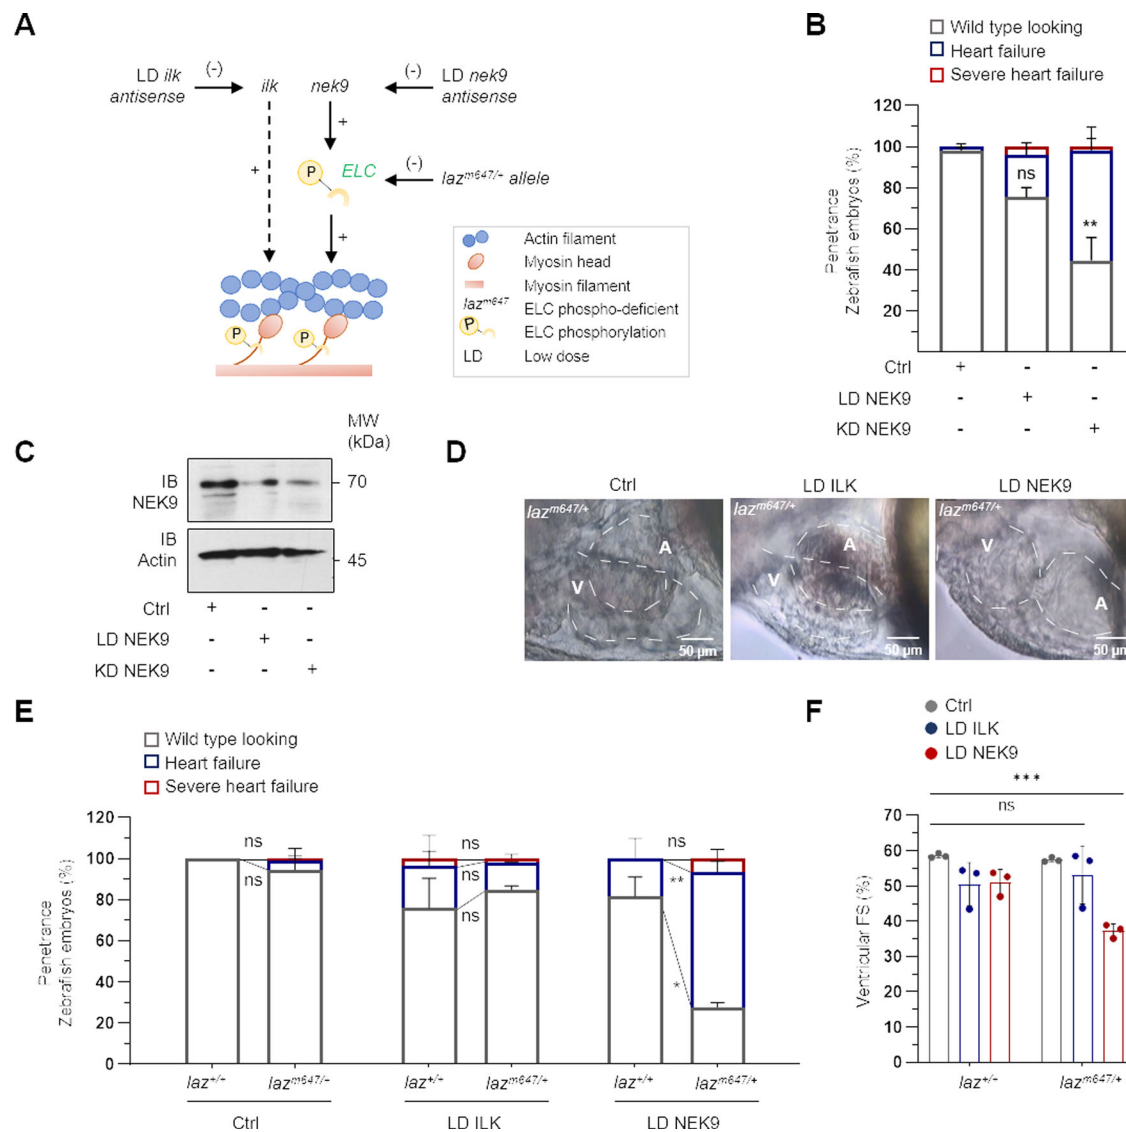 A
LD ilk
antisense
(-)
ilk
nek9
(-)
LD nek9
antisense
+
+
P
ELC
(-)
laz^m647/+ allele
+
P
P
Actin filament
Myosin head
Myosin filament
laz^m647
ELC phospho-deficient
P
ELC phosphorylation
LD
Low dose
B
Wild type looking
Heart failure
Severe heart failure
Penetrance
Zebrafish embryos (%)
120
100
80
60
40
20
ns
**
Ctrl + - -
LD NEK9 - + -
KD NEK9 - - +
C
MW
(kDa)
IB
NEK9
70
IB
Actin
45
Ctrl + - -
LD NEK9 - + -
KD NEK9 - - +
D
Ctrl
LD ILK
LD NEK9
laz^m647/+
A
V
50 µm
laz^m647/+
A
V
50 µm
laz^m647/+
V
A
50 µm
E
Wild type looking
Heart failure
Severe heart failure
Penetrance
Zebrafish embryos (%)
120
100
80
60
40
20
0
ns
ns
ns
ns
ns
ns
**
*
laz^+/-
laz^m647/-
laz^+/-
laz^m647/+
laz^+/+
laz^m647/+
Ctrl
LD ILK
LD NEK9
F
Ctrl
LD ILK
LD NEK9
***
ns
Ventricular FS (%)
70
60
50
40
30
20
10
0
laz^+/-
laz^m647/+